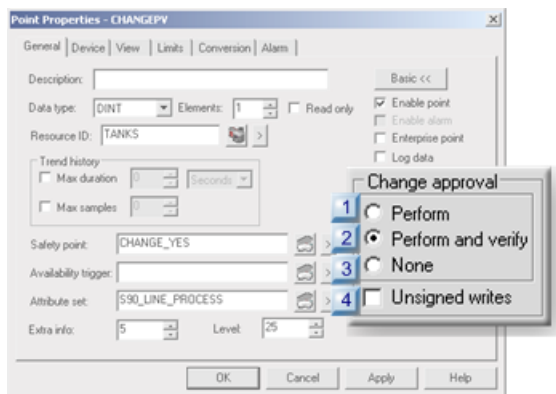 Point Properties - CHANGEPV
General Device View Limits Conversion Alarm
Description: Basic <<
Data type: DINT Elements: 1 Read only Enable point
Enable alarm
Resource ID: TANKS > Enterprise point
Log data
Trend history
Max duration 0 Seconds
Max samples 0
Change approval
1 Perform
2 Perform and verify
3 None
4 Unsigned writes
Safety point: CHANGE_YES >
Availability trigger: >
Attribute set: S90_LINE_PROCESS >
Extra info: 5 Level: 25
OK Cancel Apply Help